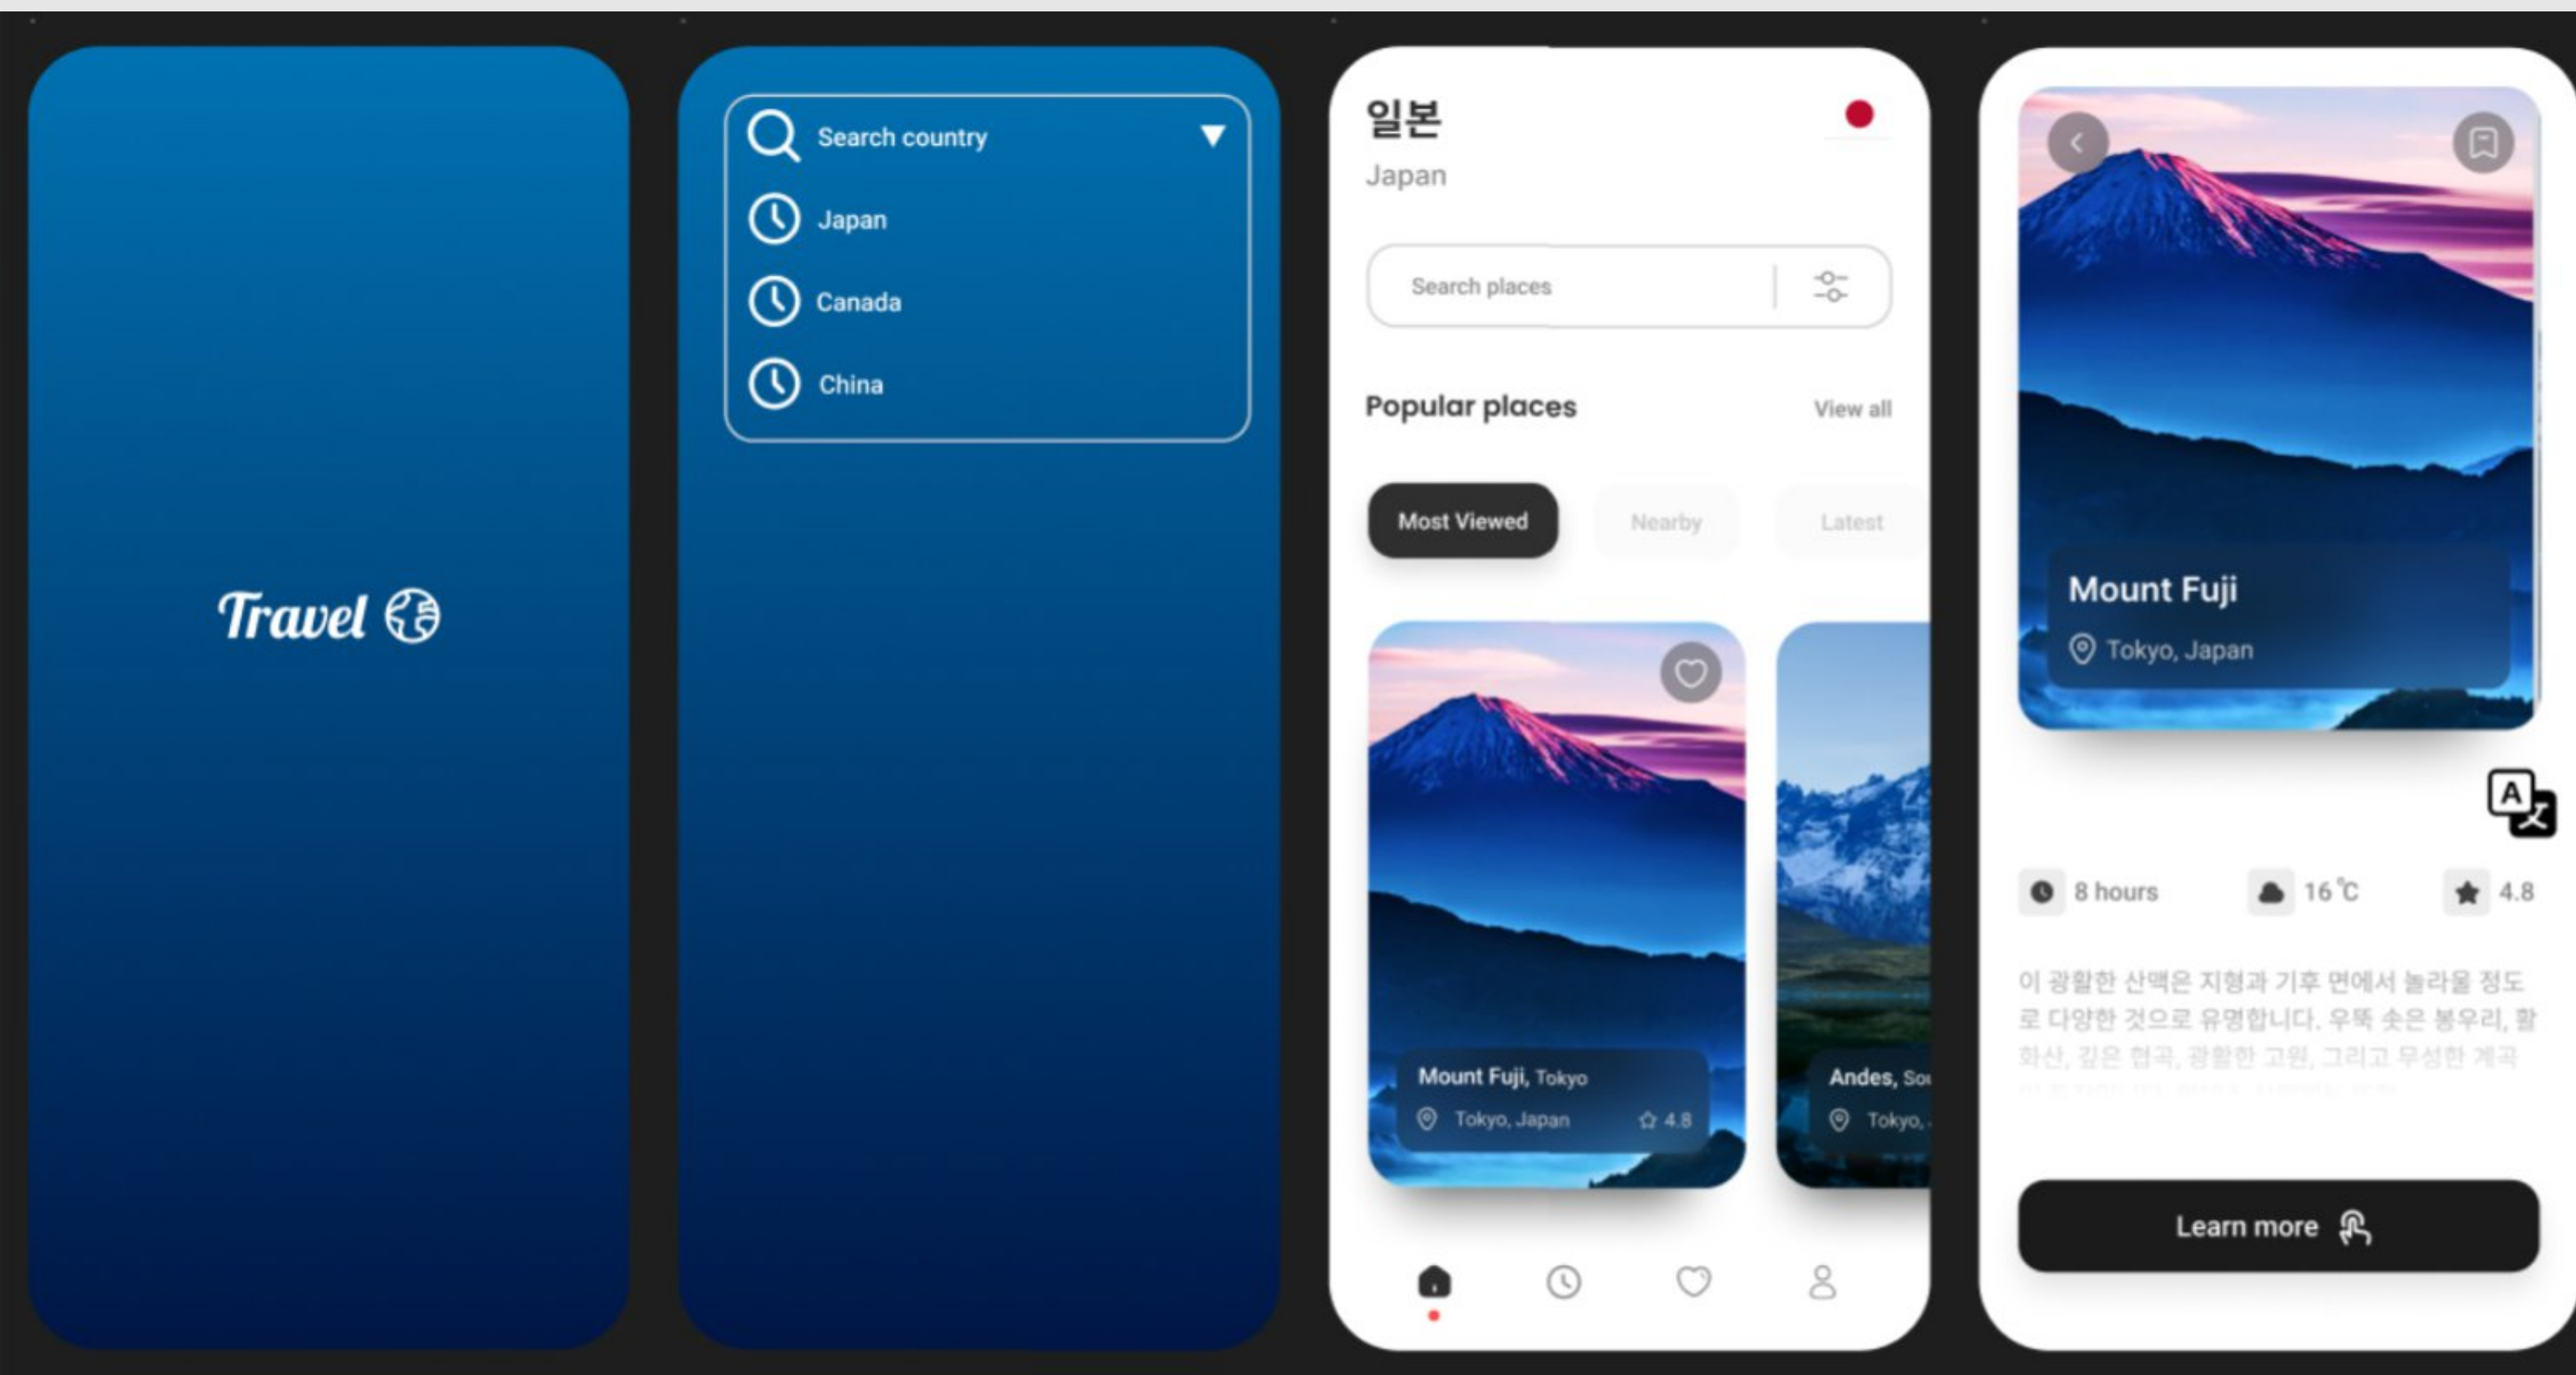 Travel
Search country
Japan
Canada
China
일본
Japan
Search places
Popular places
View all
Most Viewed
Nearby
Latest
Mount Fuji, Tokyo
Tokyo, Japan
4.8
Andes, Sou
Tokyo,
Mount Fuji
Tokyo, Japan
A
8 hours
16 °C
4.8
이 광활한 산맥은 지형과 기후 면에서 놀라울 정도
로 다양한 것으로 유명합니다. 우뚝 솟은 봉우리, 활
화산, 깊은 협곡, 광활한 고원, 그리고 무성한 계곡
Learn more